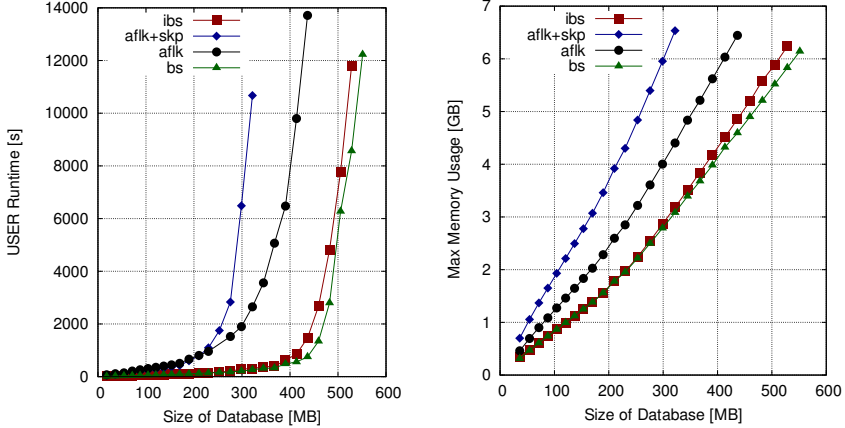 14000
12000
10000
8000
6000
4000
2000
0
0 100 200 300 400 500 600
USER Runtime [s]
Size of Database [MB]
ibs
aflk+skp
aflk
bs
7
6
5
4
3
2
1
0
0 100 200 300 400 500 600
Max Memory Usage [GB]
Size of Database [MB]
ibs
aflk+skp
aflk
bs